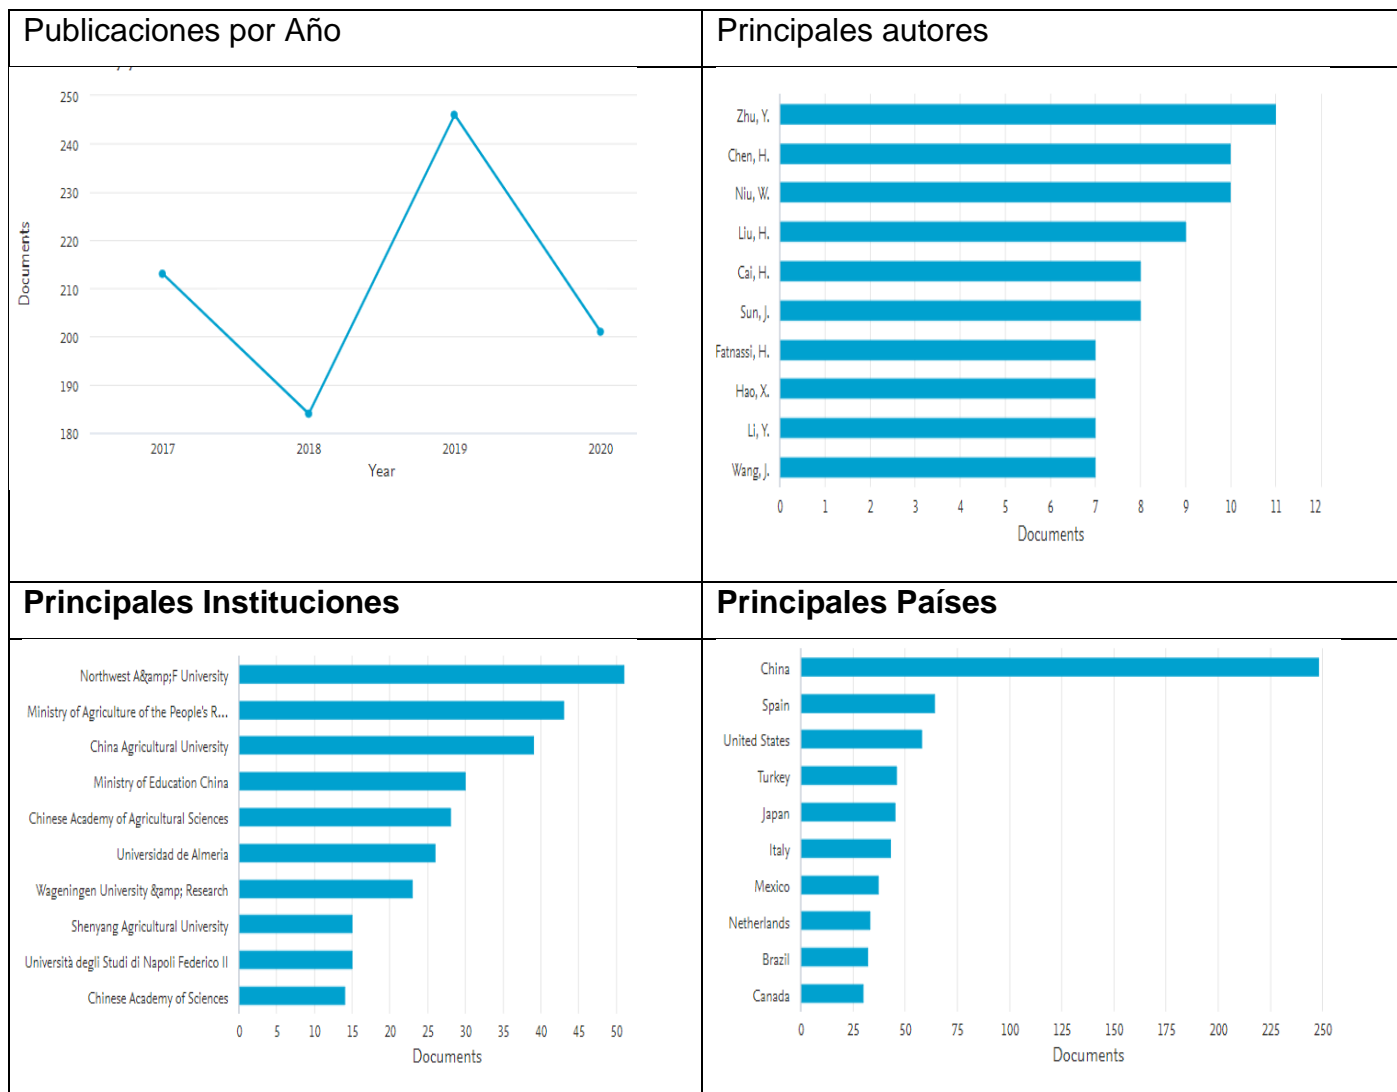 Publicaciones por Año
Principales autores
250
240
230
220
210
200
190
180
Documents
2017 2018 2019 2020
Year
Zhu, Y.
Chen, H.
Niu, W.
Liu, H.
Cai, H.
Sun, J.
Fatnassi, H.
Hao, X.
Li, Y.
Wang, J.
0 1 2 3 4 5 6 7 8 9 10 11 12
Documents
Principales Instituciones
Principales Países
Northwest A&amp;F University
Ministry of Agriculture of the People's R...
China Agricultural University
Ministry of Education China
Chinese Academy of Agricultural Sciences
Universidad de Almeria
Wageningen University &amp; Research
Shenyang Agricultural University
Università degli Studi di Napoli Federico II
Chinese Academy of Sciences
0 5 10 15 20 25 30 35 40 45 50
Documents
China
Spain
United States
Turkey
Japan
Italy
Mexico
Netherlands
Brazil
Canada
0 25 50 75 100 125 150 175 200 225 250
Documents